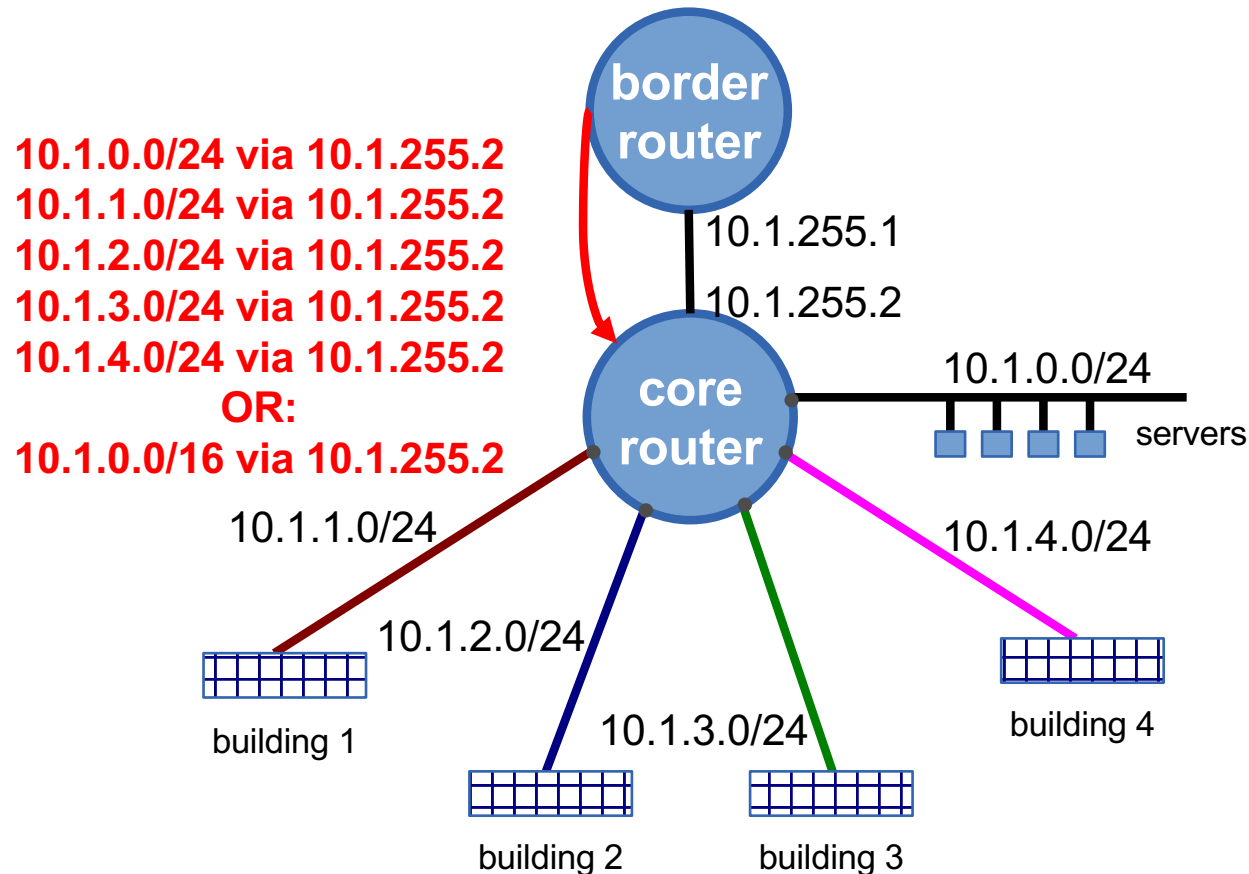 border
router
10.1.0.0/24 via 10.1.255.2
10.1.1.0/24 via 10.1.255.2
10.1.2.0/24 via 10.1.255.2
10.1.3.0/24 via 10.1.255.2
10.1.4.0/24 via 10.1.255.2
OR:
10.1.0.0/16 via 10.1.255.2
10.1.255.1
10.1.255.2
core
router
10.1.0.0/24
servers
10.1.1.0/24
10.1.2.0/24
10.1.3.0/24
10.1.4.0/24
building 1
building 2
building 3
building 4